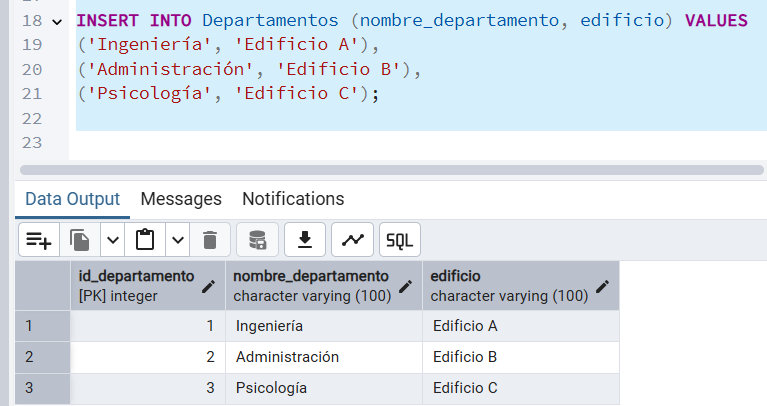 18 INSERT INTO Departamentos (nombre_departamento, edificio) VALUES
19 ('Ingeniería', 'Edificio A'),
20 ('Administración', 'Edificio B'),
21 ('Psicología', 'Edificio C');
22
23
Data Output Messages Notifications
SQL
id_departamento nombre_departamento edificio
[PK] integer character varying (100) character varying (100)
1 1 Ingeniería Edificio A
2 2 Administración Edificio B
3 3 Psicología Edificio C